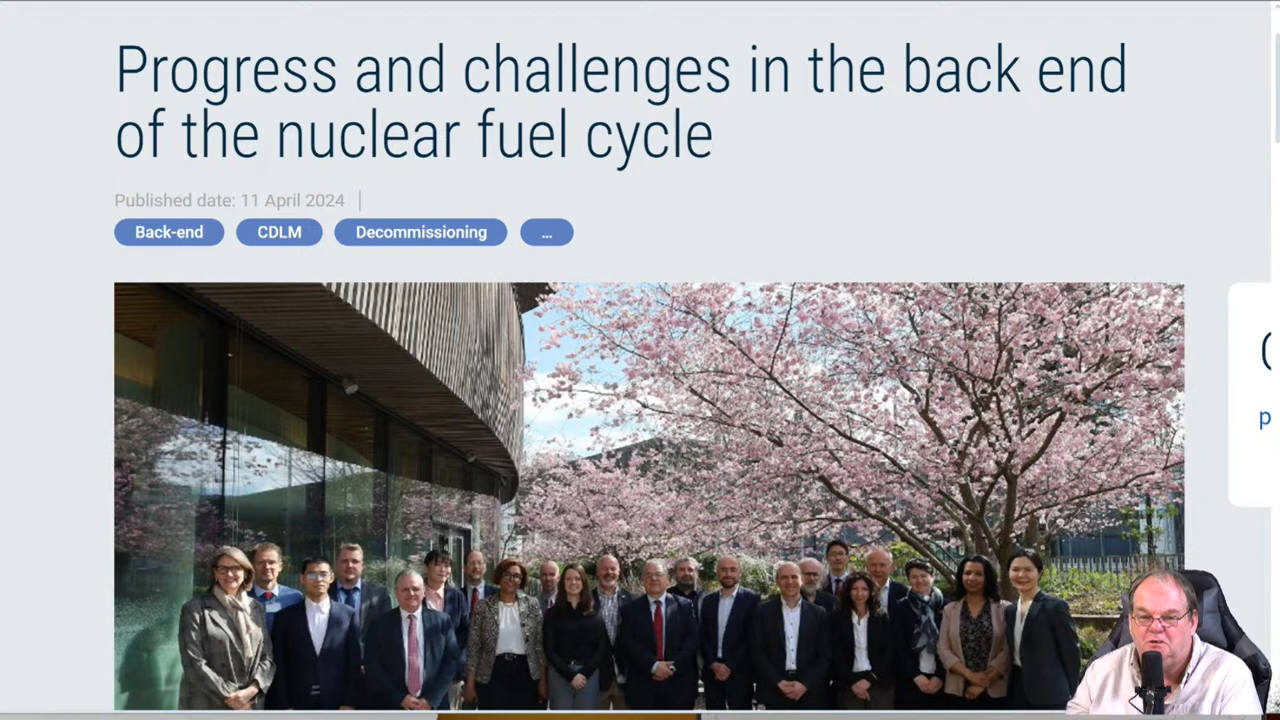 Progress and challenges in the back end
of the nuclear fuel cycle
Published date: 11 April 2024
Back-end
CDLM
Decommissioning
...
p